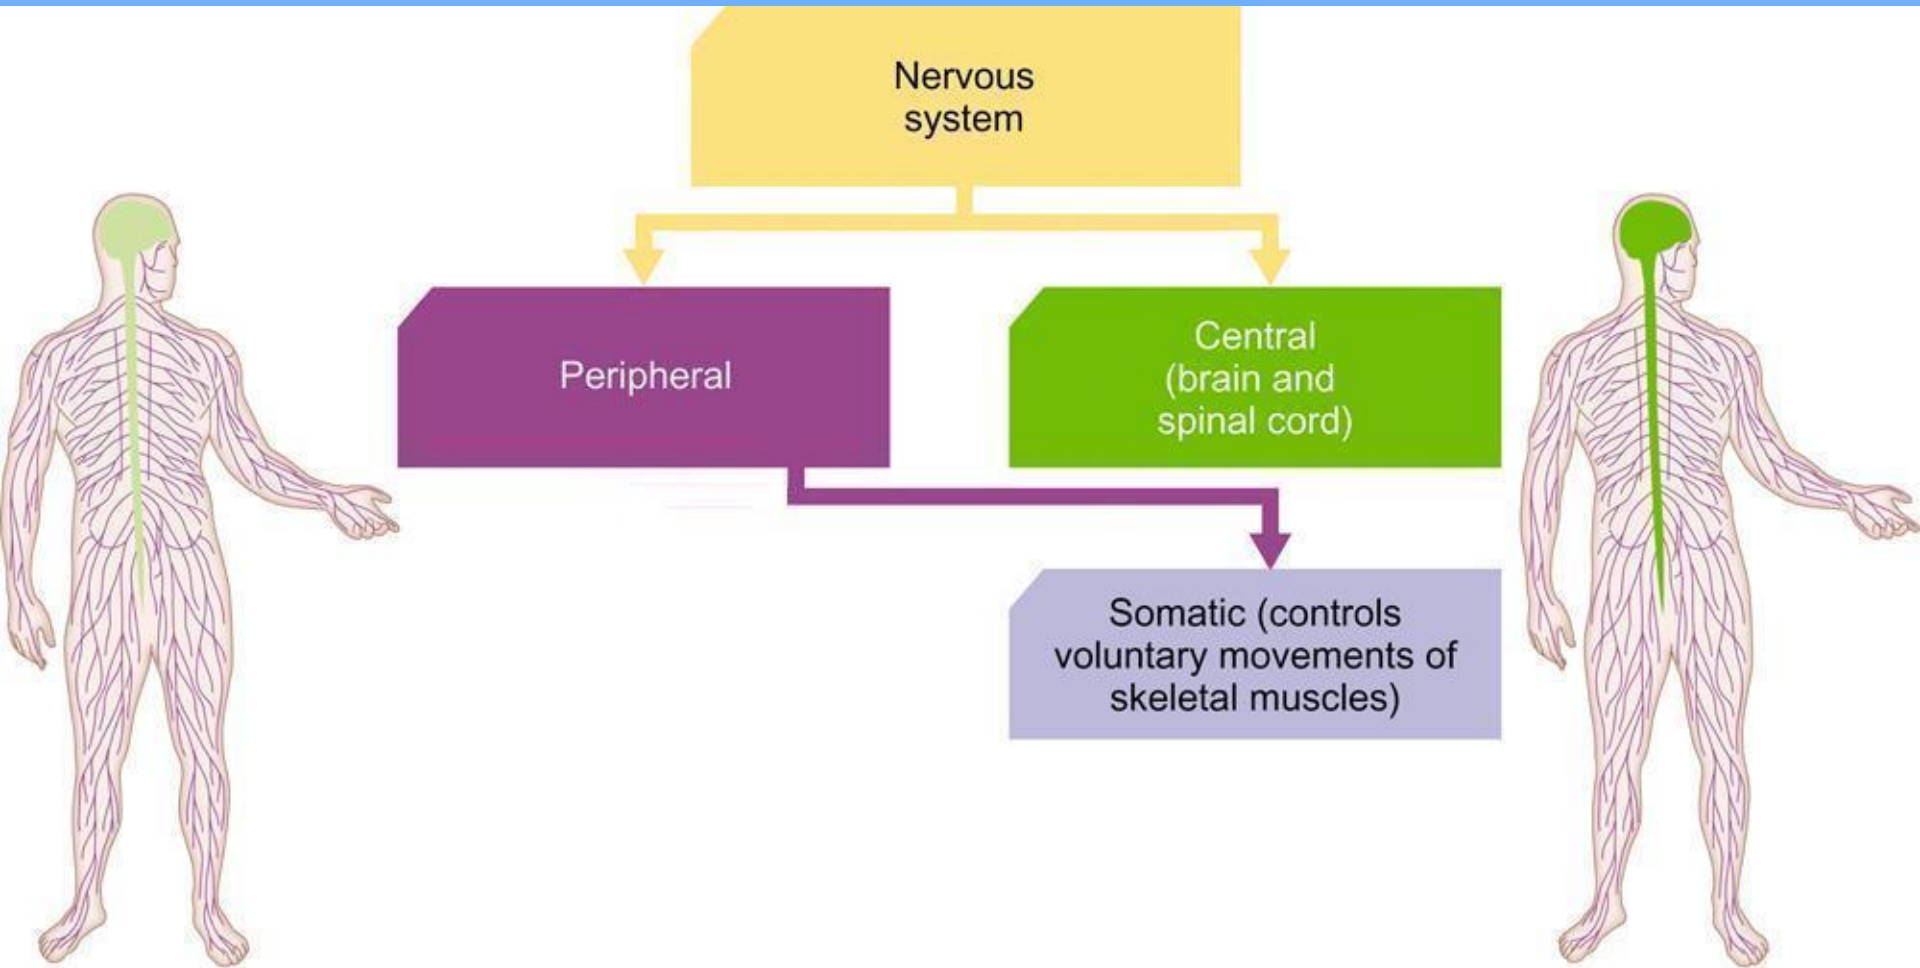 Nervous
system
Peripheral
Central
(brain and
spinal cord)
Somatic (controls
voluntary movements of
skeletal muscles)